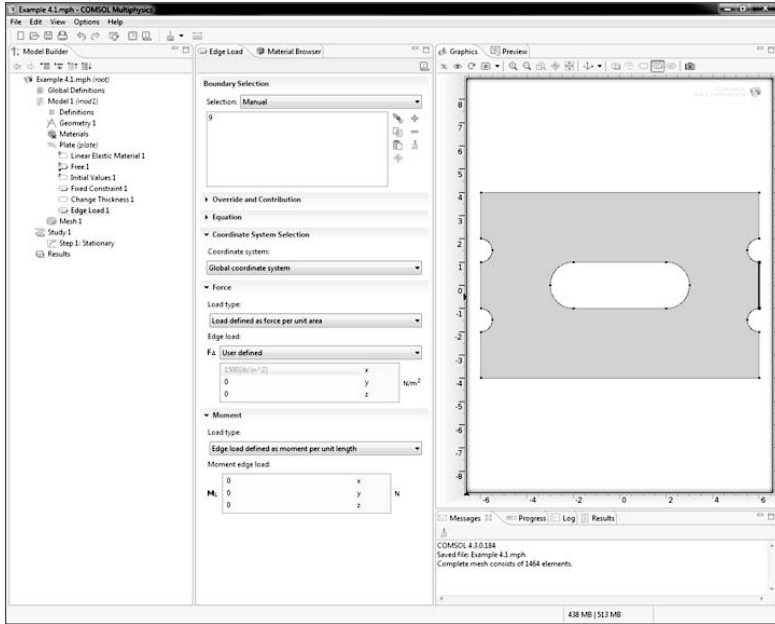 Example 4.1.mph - COMSOL Multiphysics
File Edit View Options Help
Model Builder
Example 4.1.mph (root)
Global Definitions
Model 1 (mod1)
Definitions
Geometry 1
Materials
Plate (plate)
Linear Elastic Material 1
Free 1
Initial Values 1
Fixed Constraint 1
Change Thickness 1
Edge Load 1
Mesh 1
Study 1
Step 1: Stationary
Results
Edge Load Material Browser
Boundary Selection
Selection: Manual
9
Override and Contribution
Equation
Coordinate System Selection
Coordinate system:
Global coordinate system
Force
Load type:
Load defined as force per unit area
Edge load:
FA User defined
1500[lb/in^2] x
0 y N/m²
0 z
Moment
Load type:
Edge load defined as moment per unit length
Moment edge load:
0 x
ML 0 y N
0 z
Graphics Preview
8
7
6
5
4
3
2
1
0
-1
-2
-3
-4
-5
-6
-7
-8
-6 -4 -2 0 2 4 6
Messages Progress Log Results
COMSOL 4.3.0.184
Saved file: Example 4.1.mph
Complete mesh consists of 1464 elements.
438 MB | 513 MB